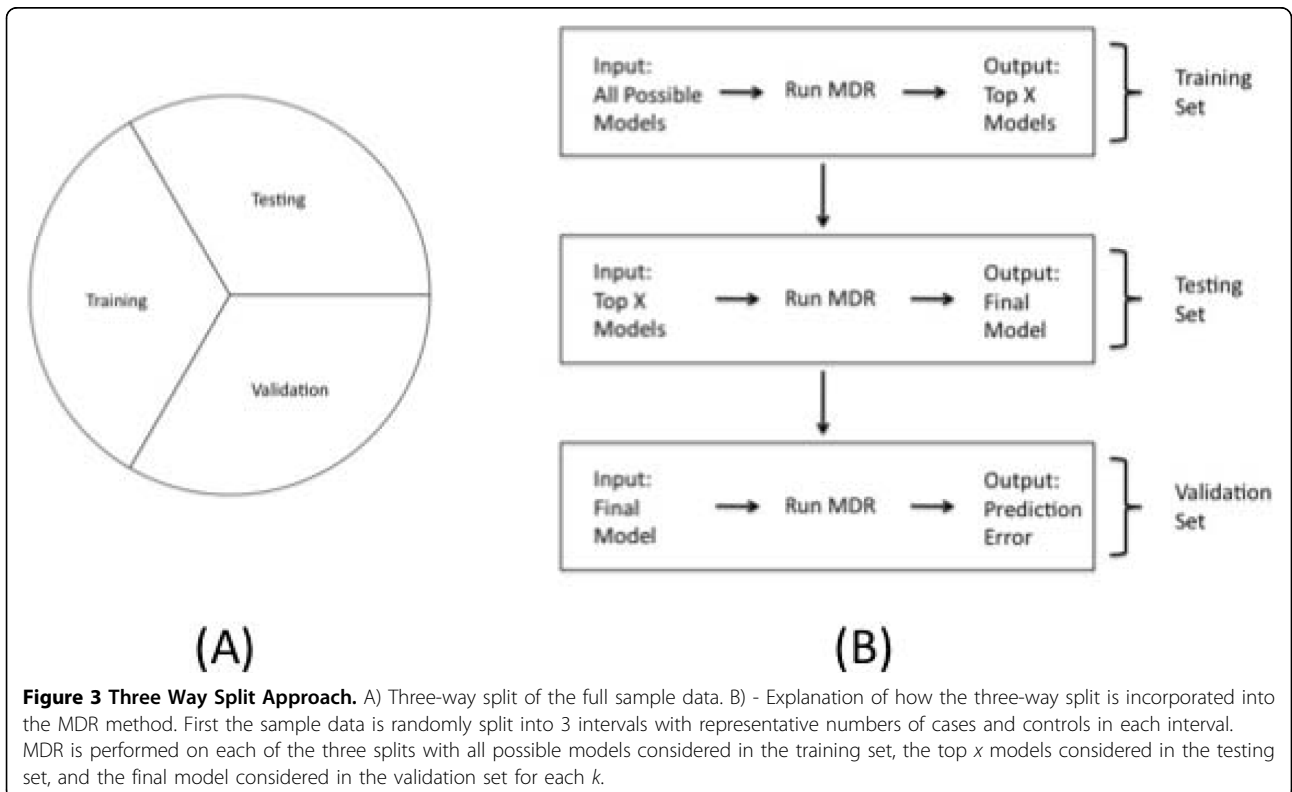 Testing
Training
Validation
(A)
Input:
All Possible
Models
Run MDR
Output:
Top X
Models
Training
Set
Input:
Top X
Models
Run MDR
Output:
Final
Model
Testing
Set
Input:
Final
Model
Run MDR
Output:
Prediction
Error
Validation
Set
(B)
Figure 3 Three Way Split Approach. A) Three-way split of the full sample data. B) - Explanation of how the three-way split is incorporated into
the MDR method. First the sample data is randomly split into 3 intervals with representative numbers of cases and controls in each interval.
MDR is performed on each of the three splits with all possible models considered in the training set, the top x models considered in the testing
set, and the final model considered in the validation set for each k.